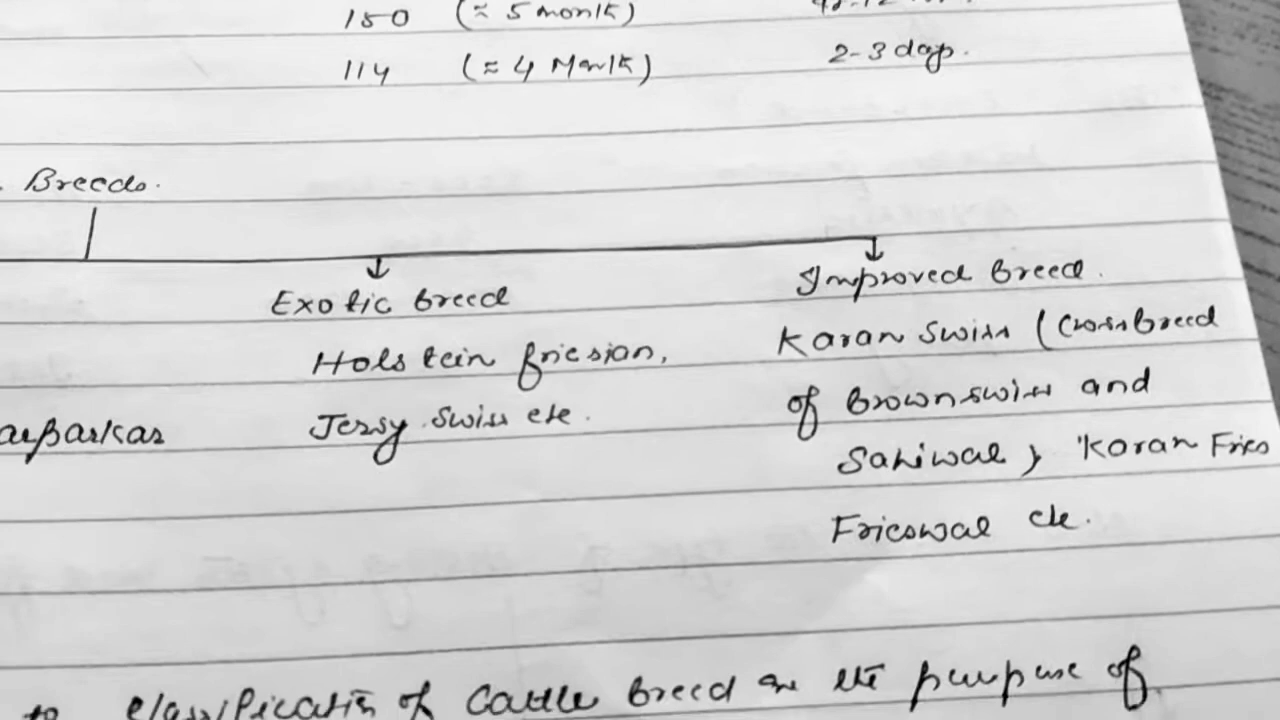 150 (≈ 5 month)
114 (≈ 4 Month) 2-3 days.
Breeds.
Exotic breed Improved breed.
Holstein friesian, Karan Swiss (CrossBreed
Jersy Swiss etc. of Brownswiss and
arparkar Sahiwal) Karan Fries
Frieswal etc.
to classification of Cattle breed on the purpose of